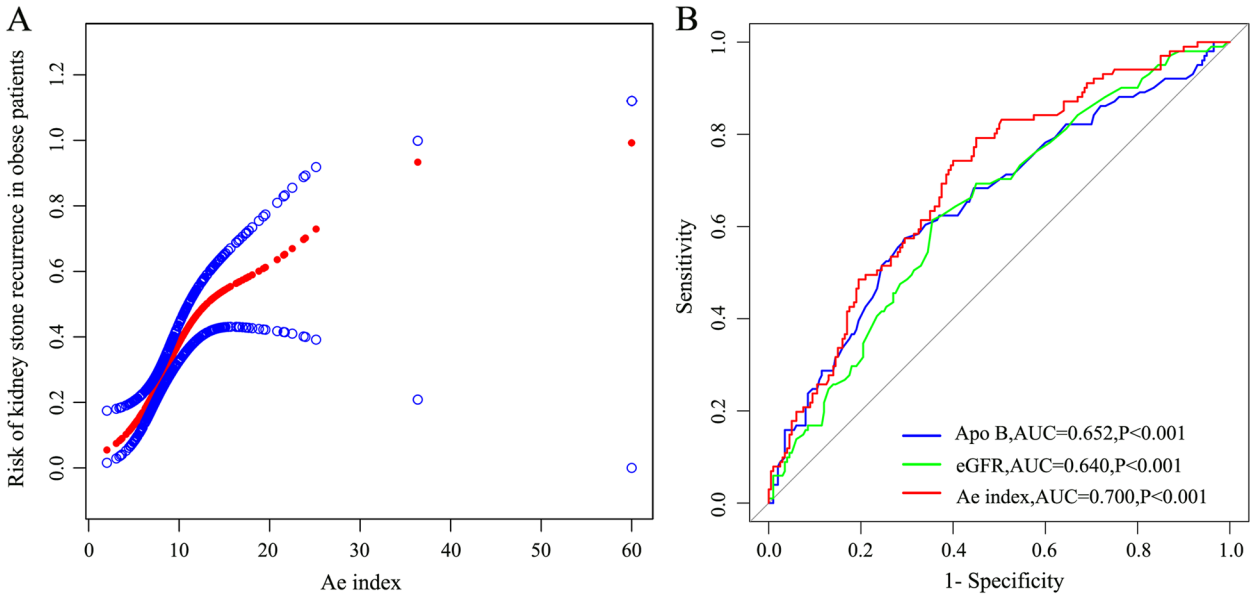 A
Risk of kidney stone recurrence in obese patients
1.2
1.0
0.8
0.6
0.4
0.2
0.0
0 10 20 30 40 50 60
Ae index
B
Sensitivity
1.0
0.8
0.6
0.4
0.2
0.0
Apo B,AUC=0.652,P<0.001
eGFR,AUC=0.640,P<0.001
Ae index,AUC=0.700,P<0.001
0.0 0.2 0.4 0.6 0.8 1.0
1- Specificity